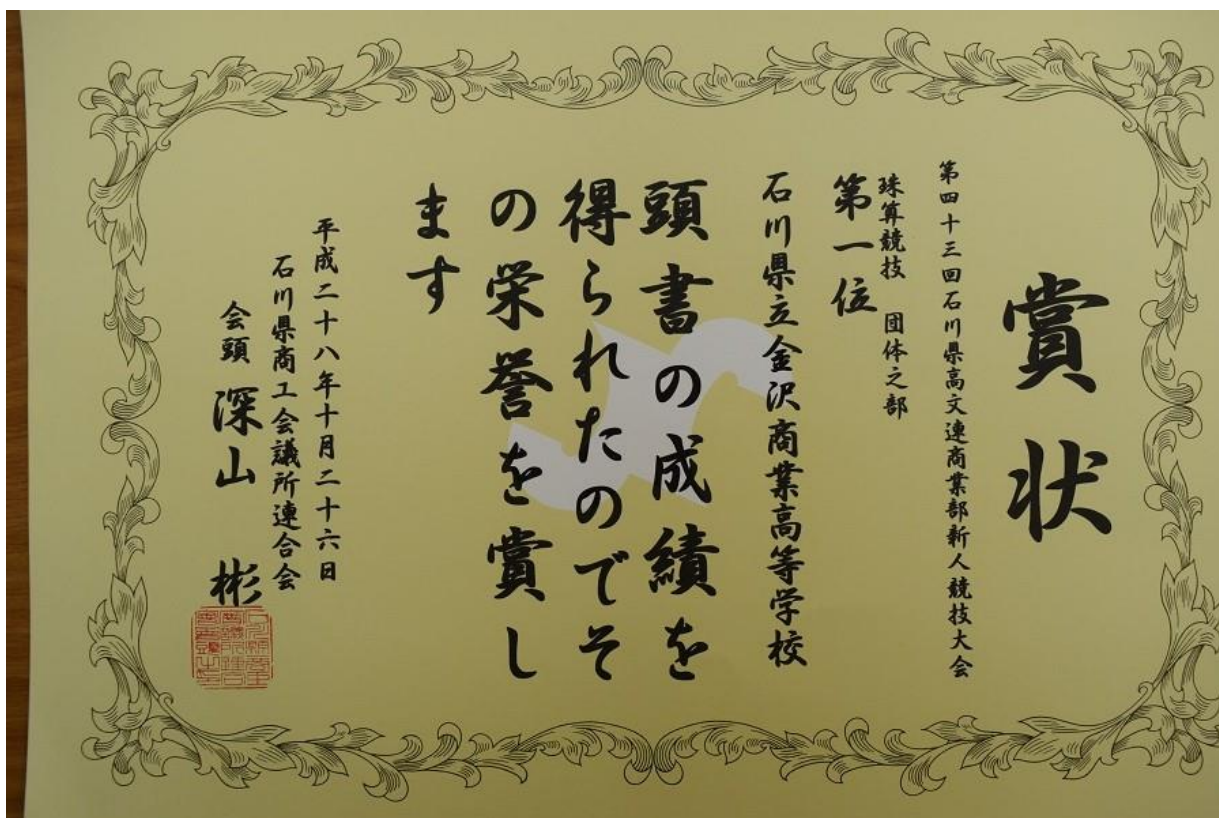 賞状
第四十三回石川県高文連商業部新人競技大会
珠算競技 団体之部
第一位
石川県立金沢商業高等学校
頭書の成績を
得られたのでそ
の栄誉を賞し
ます
平成二十八年十月二十六日
石川県商工会議所連合会
会頭 深山 彬